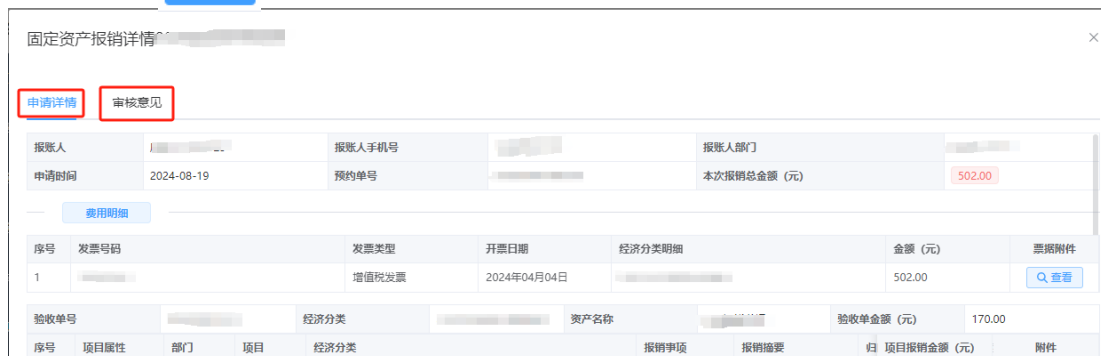 固定资产报销详情
申请详情 审核意见
报账人 报账人手机号 报账人部门
申请时间 2024-08-19 预约单号 本次报销总金额（元） 502.00
费用明细
序号 发票号码 发票类型 开票日期 经济分类明细 金额（元） 票据附件
1 增值税发票 2024年04月04日 502.00 查看
验收单号 经济分类 资产名称 验收单金额（元） 170.00
序号 项目属性 部门 项目 经济分类 报销事项 报销摘要 归 项目报销金额（元） 附件